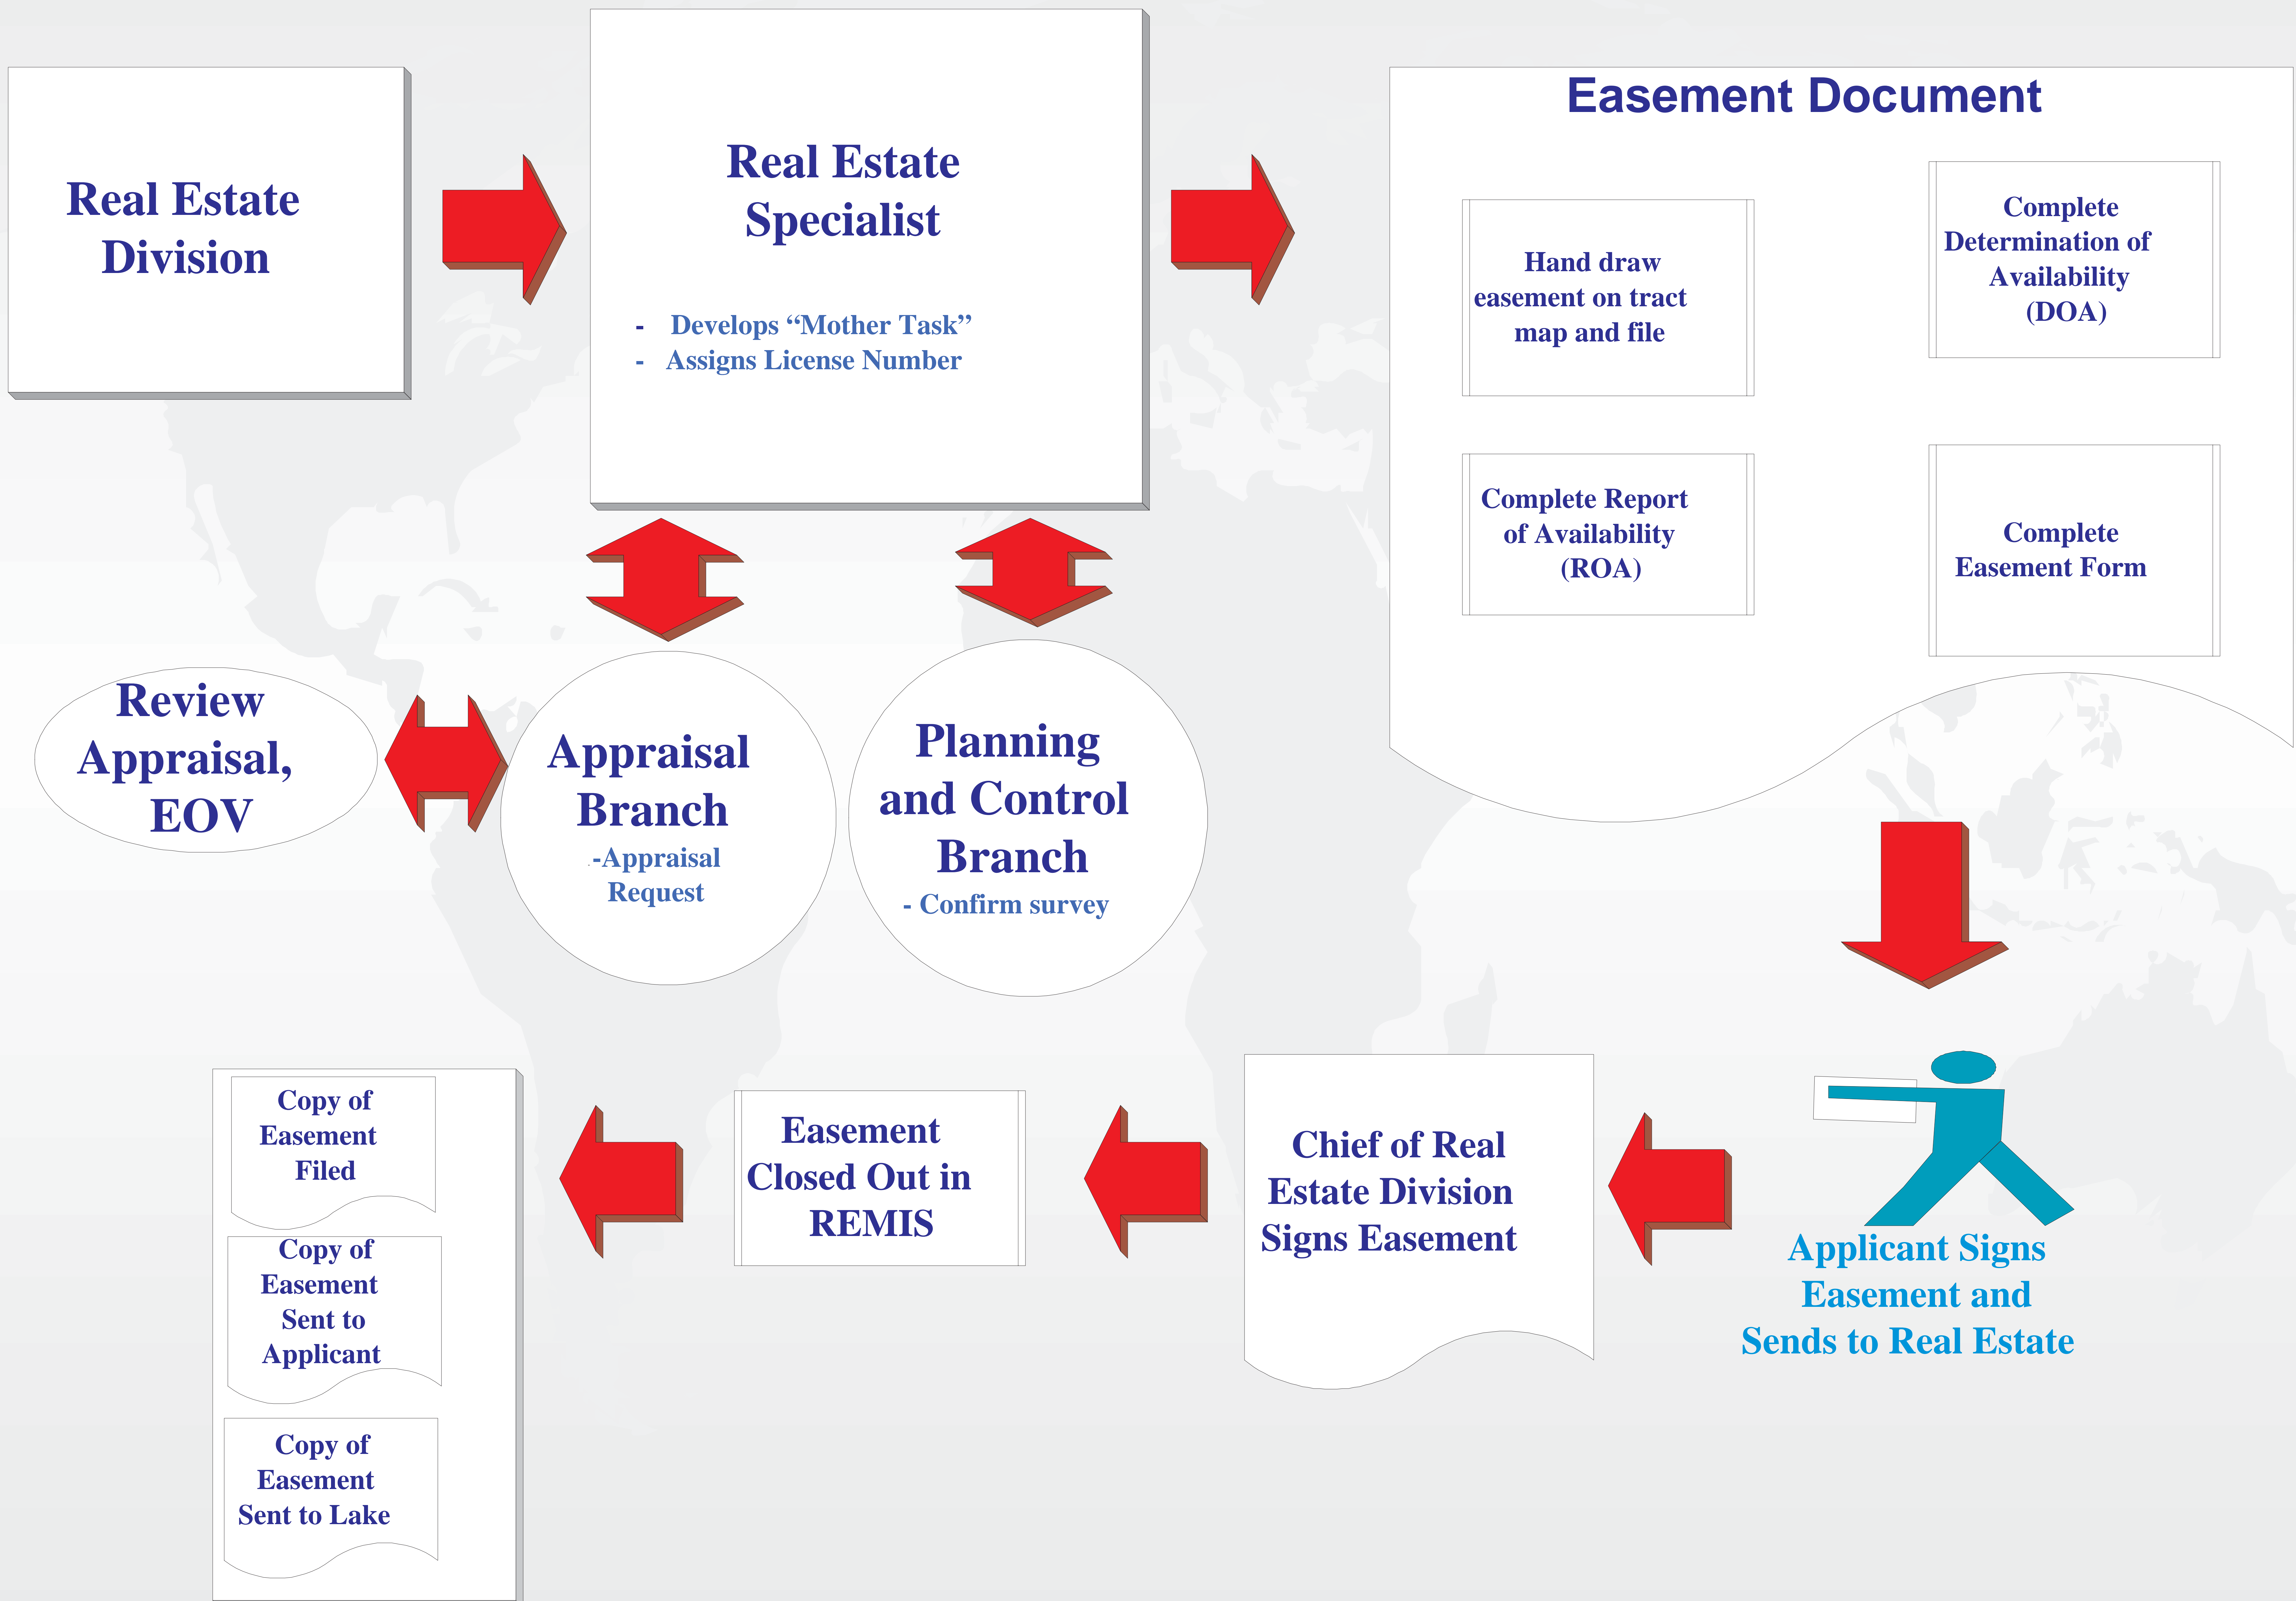 Real Estate
Division
Real Estate
Specialist
- Develops “Mother Task”
- Assigns License Number
Easement Document
Hand draw
easement on tract
map and file
Complete
Determination of
Availability
(DOA)
Complete Report
of Availability
(ROA)
Complete
Easement Form
Review
Appraisal,
EOV
Appraisal
Branch
-Appraisal
Request
Planning
and Control
Branch
- Confirm survey
Applicant Signs
Easement and
Sends to Real Estate
Chief of Real
Estate Division
Signs Easement
Easement
Closed Out in
REMIS
Copy of
Easement
Filed
Copy of
Easement
Sent to
Applicant
Copy of
Easement
Sent to Lake